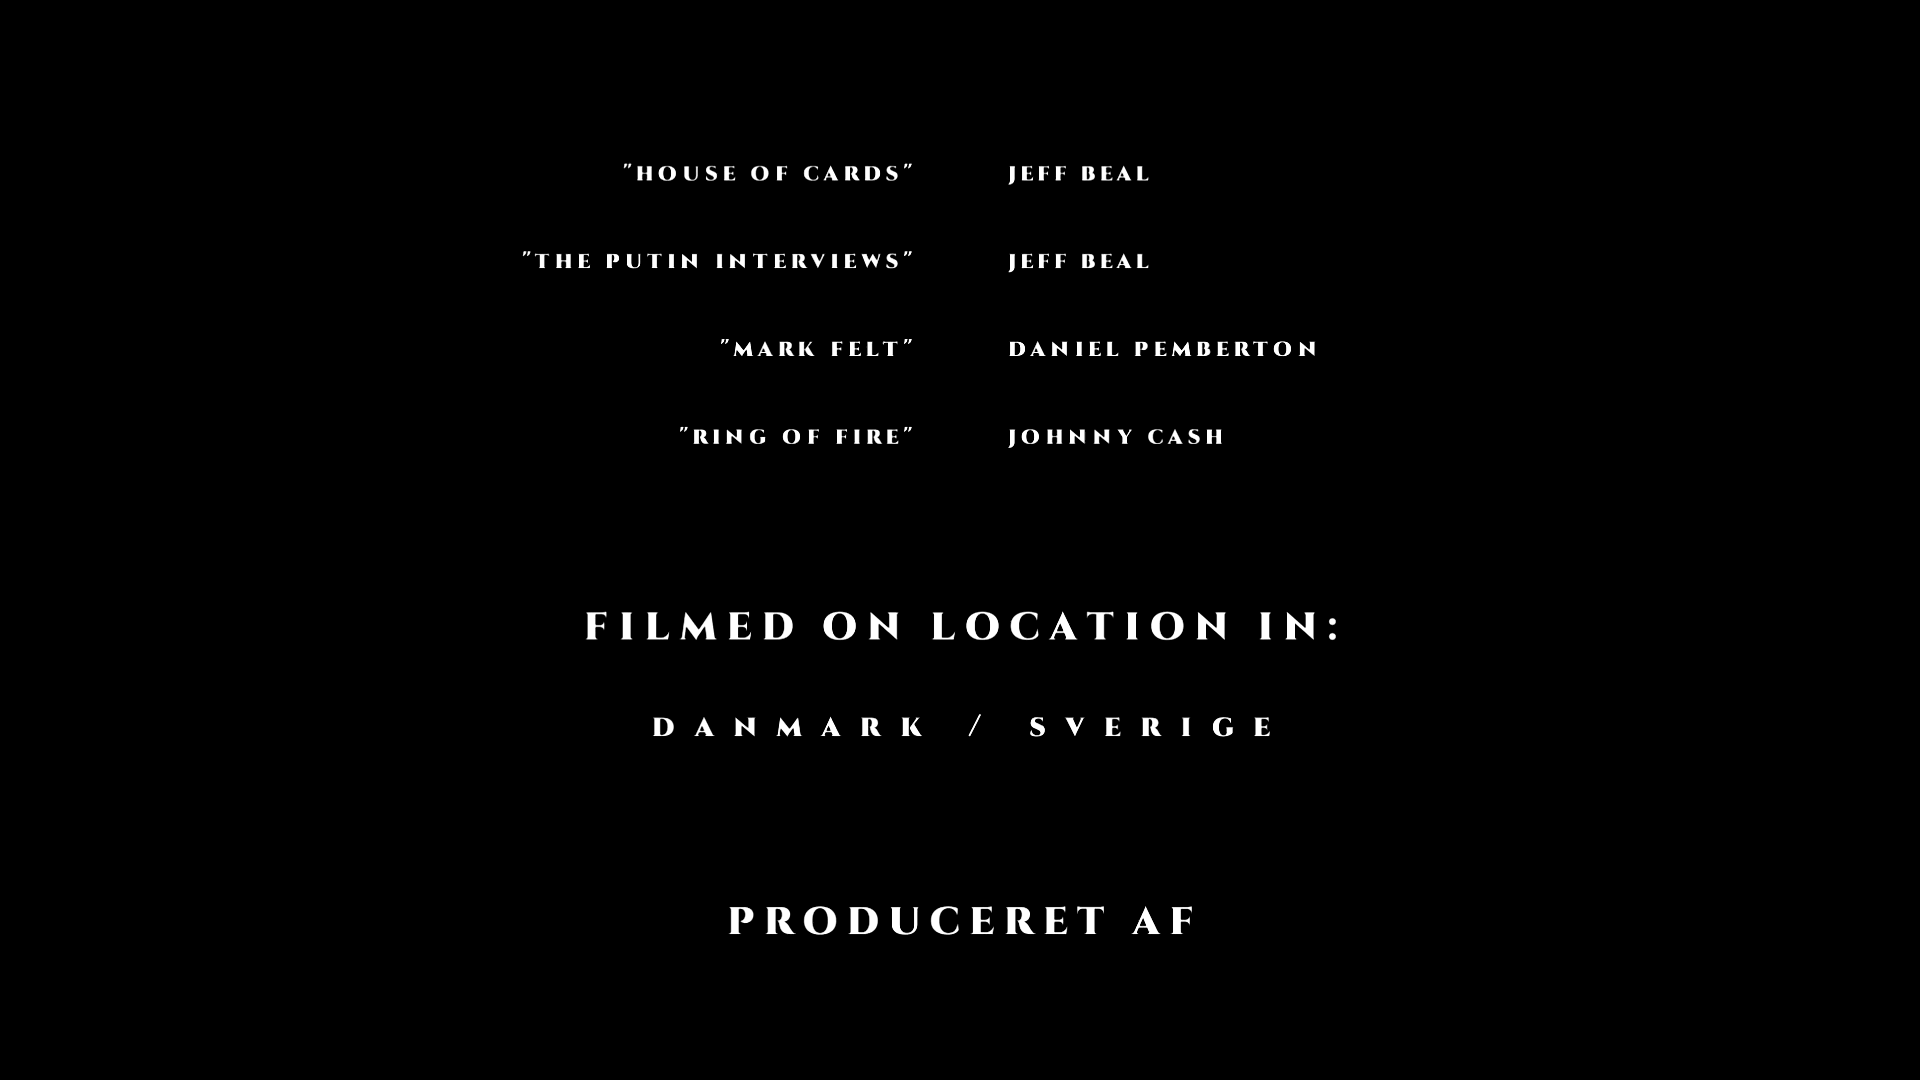 "HOUSE OF CARDS" JEFF BEAL
"THE PUTIN INTERVIEWS" JEFF BEAL
"MARK FELT" DANIEL PEMBERTON
"RING OF FIRE" JOHNNY CASH
FILMED ON LOCATION IN:
DANMARK / SVERIGE
PRODUCERET AF